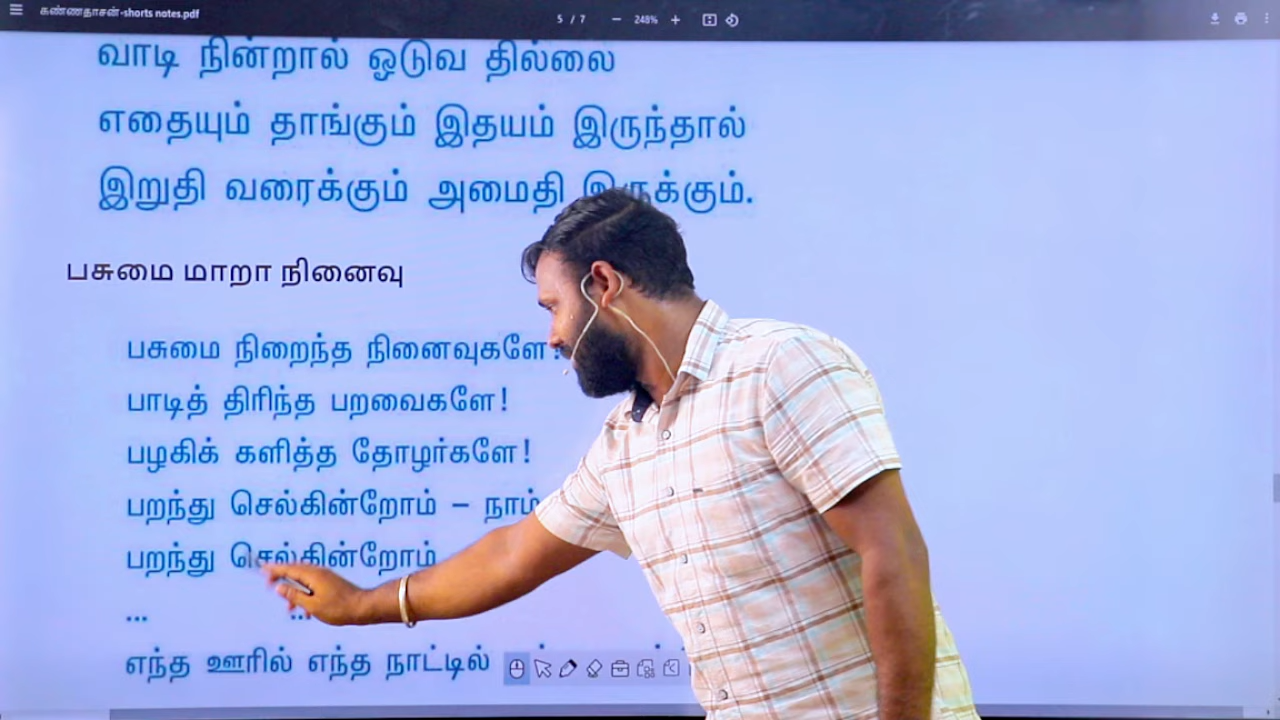 கண்ணதாசன்-shorts notes.pdf
5 / 7 − 248% +
வாடி நின்றால் ஓடுவ தில்லை
எதையும் தாங்கும் இதயம் இருந்தால்
இறுதி வரைக்கும் அமைதி இருக்கும்.
பசுமை மாறா நினைவு
பசுமை நிறைந்த நினைவுகளே!
பாடித் திரிந்த பறவைகளே!
பழகிக் களித்த தோழர்களே!
பறந்து செல்கின்றோம் – நாம்
பறந்து செல்கின்றோம்
... ...
எந்த ஊரில் எந்த நாட்டில்